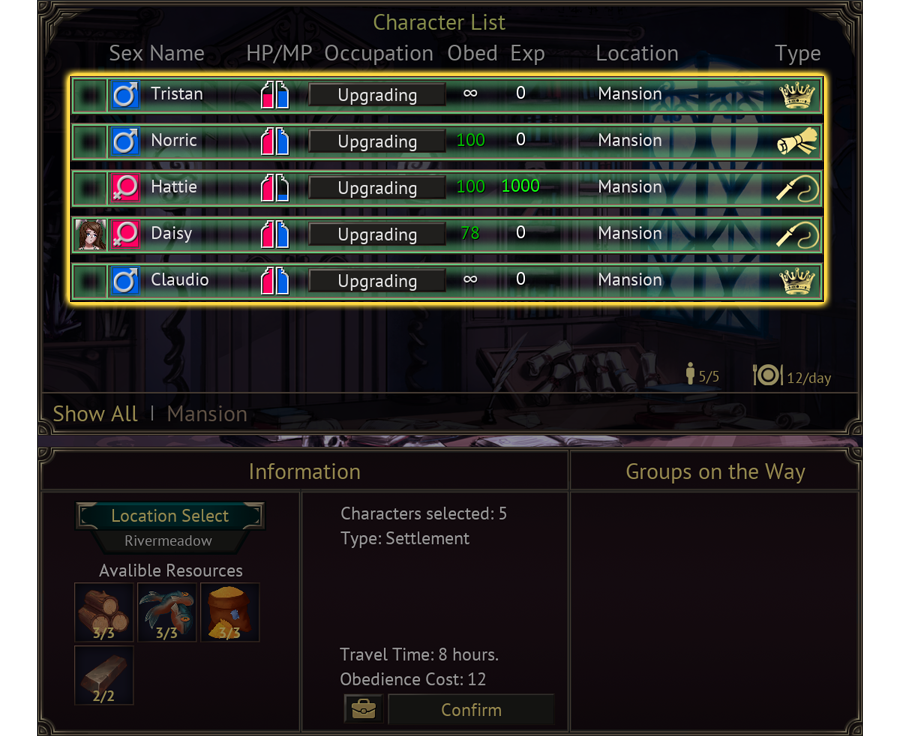 Character List
Sex Name HP/MP Occupation Obed Exp Location Type
Tristan Upgrading ∞ 0 Mansion
Norric Upgrading 100 0 Mansion
Hattie Upgrading 100 1000 Mansion
Daisy Upgrading 78 0 Mansion
Claudio Upgrading ∞ 0 Mansion
5/5 12/day
Show All | Mansion
Information
Groups on the Way
Location Select
Rivermeadow
Avalible Resources
3/3 3/3 3/3
2/2
Characters selected: 5
Type: Settlement
Travel Time: 8 hours.
Obedience Cost: 12
Confirm